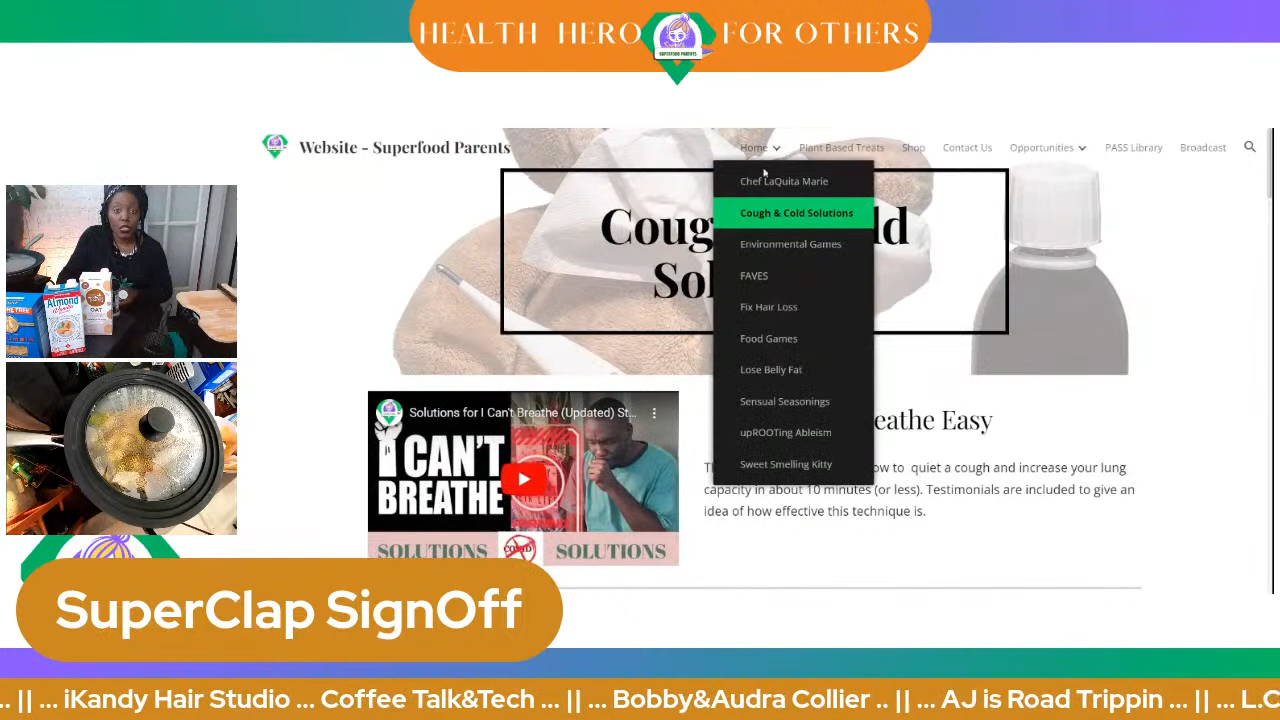 HEALTH HERO FOR OTHERS
SUPERFOOD PARENTS
Website - Superfood Parents
Home
Plant Based Treats
Shop
Contact Us
Opportunities
PASS Library
Broadcast
Chef LaQuita Marie
Cough & Cold Solutions
Environmental Games
FAVES
Fix Hair Loss
Food Games
Lose Belly Fat
Sensual Seasonings
upROOTing Ableism
Sweet Smelling Kitty
Coug ld
Sol
Almond
OAT
Solutions for I Can't Breathe (Updated) St...
I CAN'T
BREATHE
SOLUTIONS COVID SOLUTIONS
eathe Easy
ow to quiet a cough and increase your lung
capacity in about 10 minutes (or less). Testimonials are included to give an
idea of how effective this technique is.
SuperClap SignOff
.. || ... iKandy Hair Studio ... Coffee Talk&Tech ... || ... Bobby&Audra Collier .. || ... AJ is Road Trippin ... || ... L.C